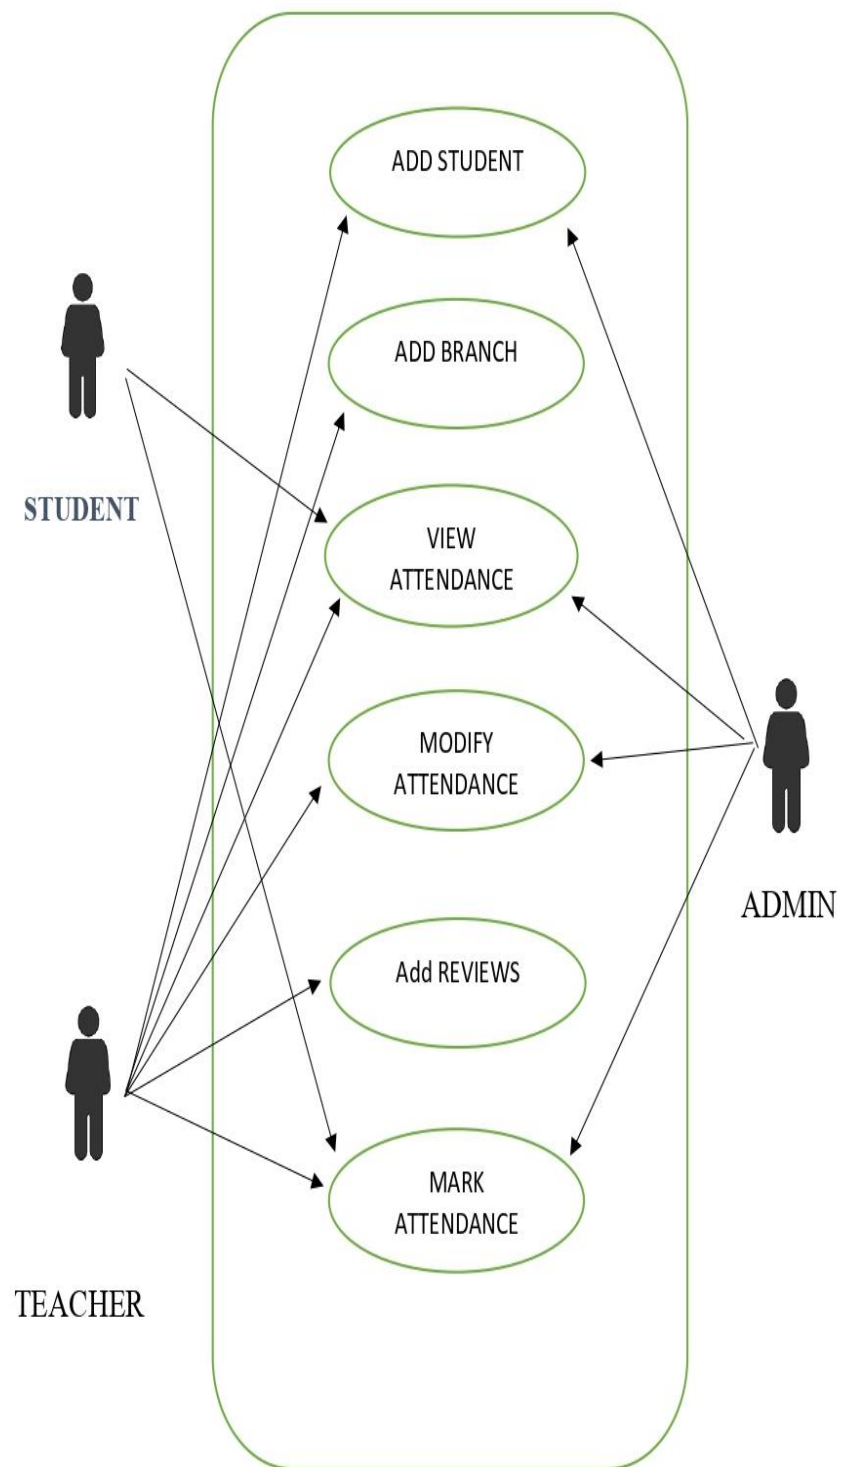 ADD STUDENT
ADD BRANCH
STUDENT
VIEW
ATTENDANCE
MODIFY
ATTENDANCE
ADMIN
Add REVIEWS
MARK
ATTENDANCE
TEACHER